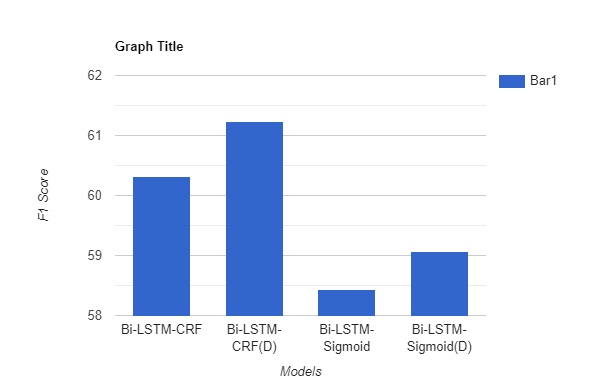 Graph Title
62
61
60
59
58
F1 Score
Bar1
Bi-LSTM-CRF
Bi-LSTM-
CRF(D)
Bi-LSTM-
Sigmoid
Bi-LSTM-
Sigmoid(D)
Models